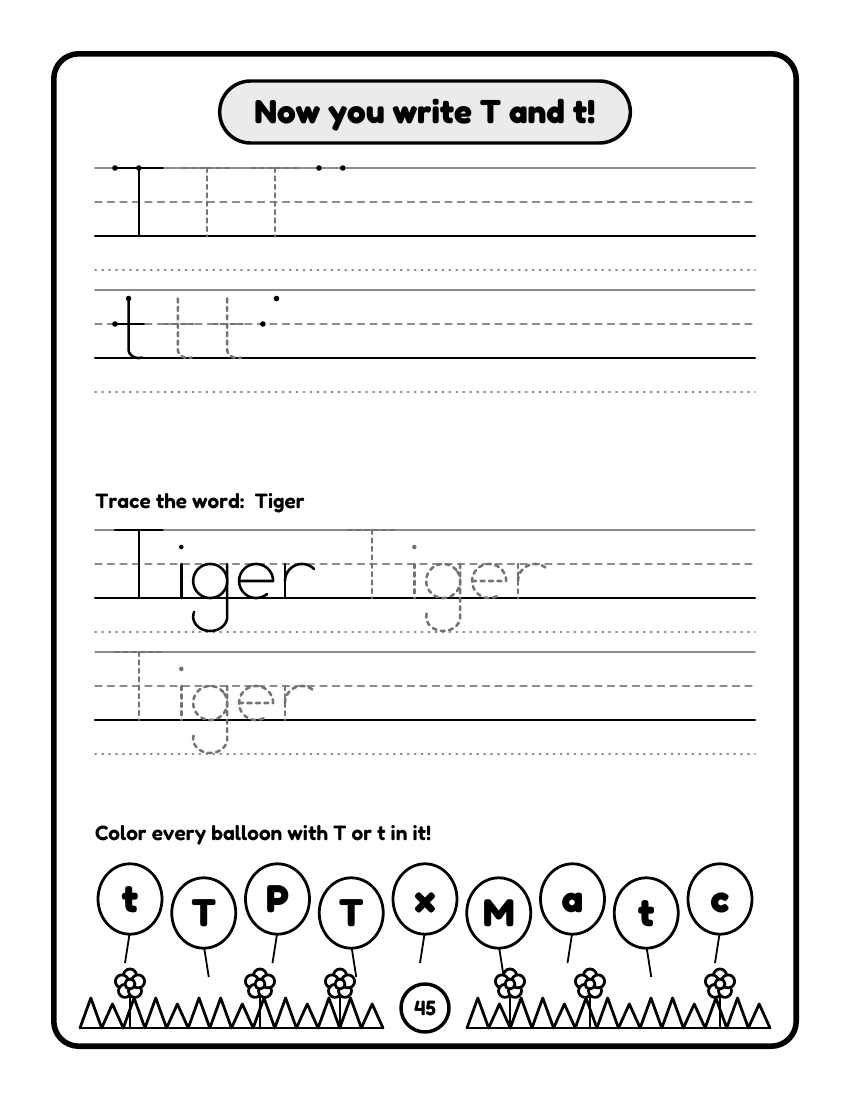 Now you write T and t!
T T T
t t t
Trace the word: Tiger
Tiger Tiger
Tiger
Color every balloon with T or t in it!
t T P T x M a t c
45